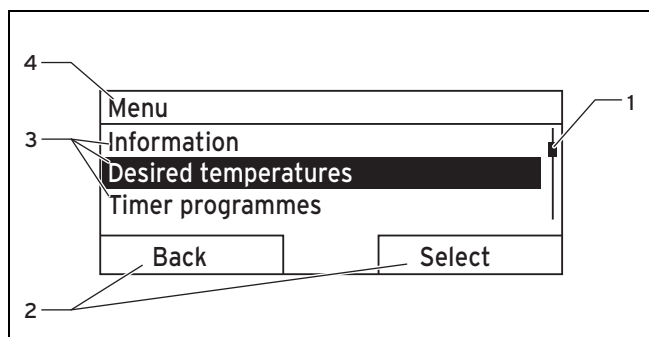 4
Menu
1
3
Information
Desired temperatures
Timer programmes
Back Select
2